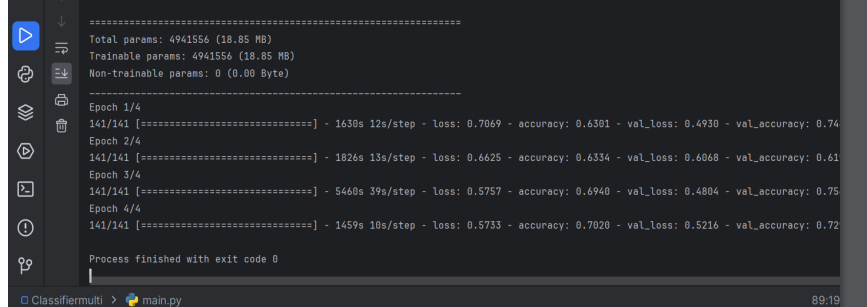 =================================================================
Total params: 4941556 (18.85 MB)
Trainable params: 4941556 (18.85 MB)
Non-trainable params: 0 (0.00 Byte)
_________________________________________________________________
Epoch 1/4
141/141 [==============================] - 1630s 12s/step - loss: 0.7069 - accuracy: 0.6301 - val_loss: 0.4930 - val_accuracy: 0.74
Epoch 2/4
141/141 [==============================] - 1826s 13s/step - loss: 0.6625 - accuracy: 0.6334 - val_loss: 0.6068 - val_accuracy: 0.61
Epoch 3/4
141/141 [==============================] - 5460s 39s/step - loss: 0.5757 - accuracy: 0.6940 - val_loss: 0.4804 - val_accuracy: 0.75
Epoch 4/4
141/141 [==============================] - 1459s 10s/step - loss: 0.5733 - accuracy: 0.7020 - val_loss: 0.5216 - val_accuracy: 0.72
Process finished with exit code 0
Classifiermulti > main.py
89:19